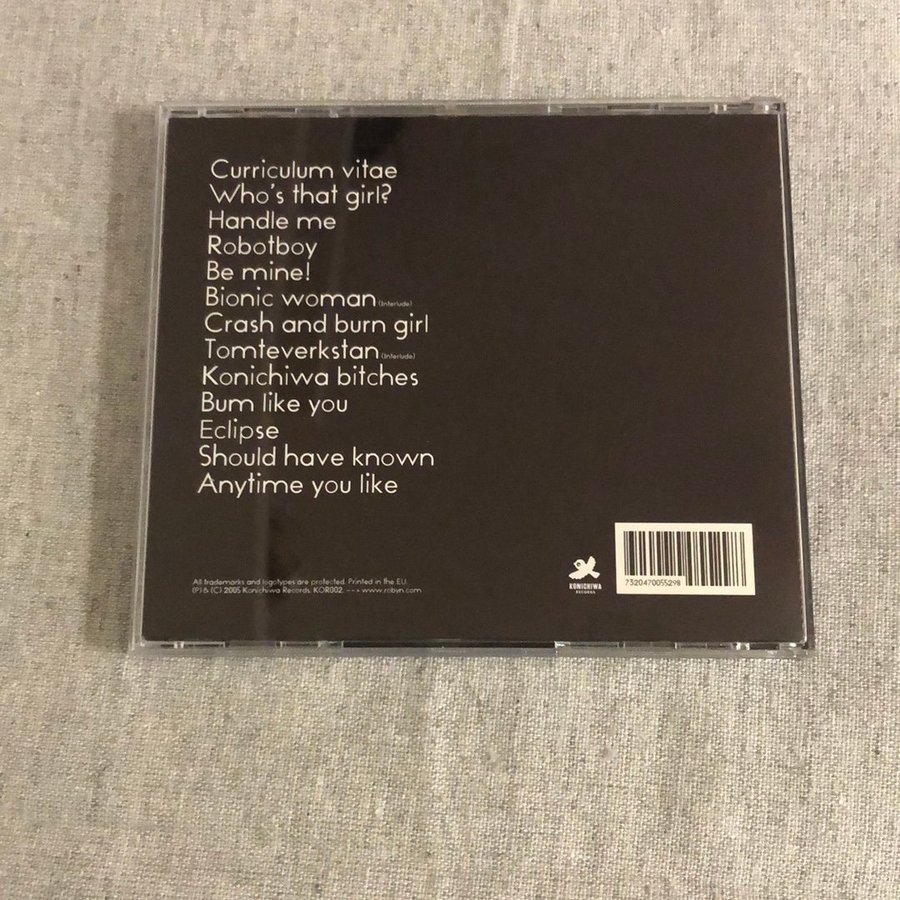 Curriculum vitae
Who's that girl?
Handle me
Robotboy
Be mine!
Bionic woman (Interlude)
Crash and burn girl
Tomteverkstan (Interlude)
Konichiwa bitches
Bum like you
Eclipse
Should have known
Anytime you like
All trademarks and logotypes are protected. Printed in the EU.
(P) & (C) 2005 Konichiwa Records. KOR002. --> www.robyn.com
KONICHIWA
RECORDS
7320470055298